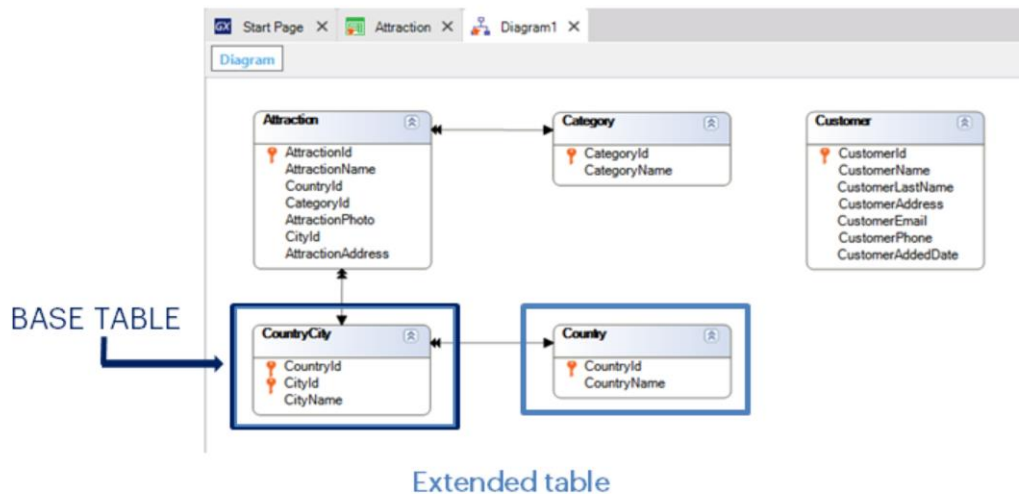 GX Start Page X Attraction X Diagram1 X
Diagram
Attraction
AttractionId
AttractionName
CountryId
CategoryId
AttractionPhoto
CityId
AttractionAddress
Category
CategoryId
CategoryName
Customer
CustomerId
CustomerName
CustomerLastName
CustomerAddress
CustomerEmail
CustomerPhone
CustomerAddedDate
BASE TABLE
CountryCity
CountryId
CityId
CityName
Country
CountryId
CountryName
Extended table